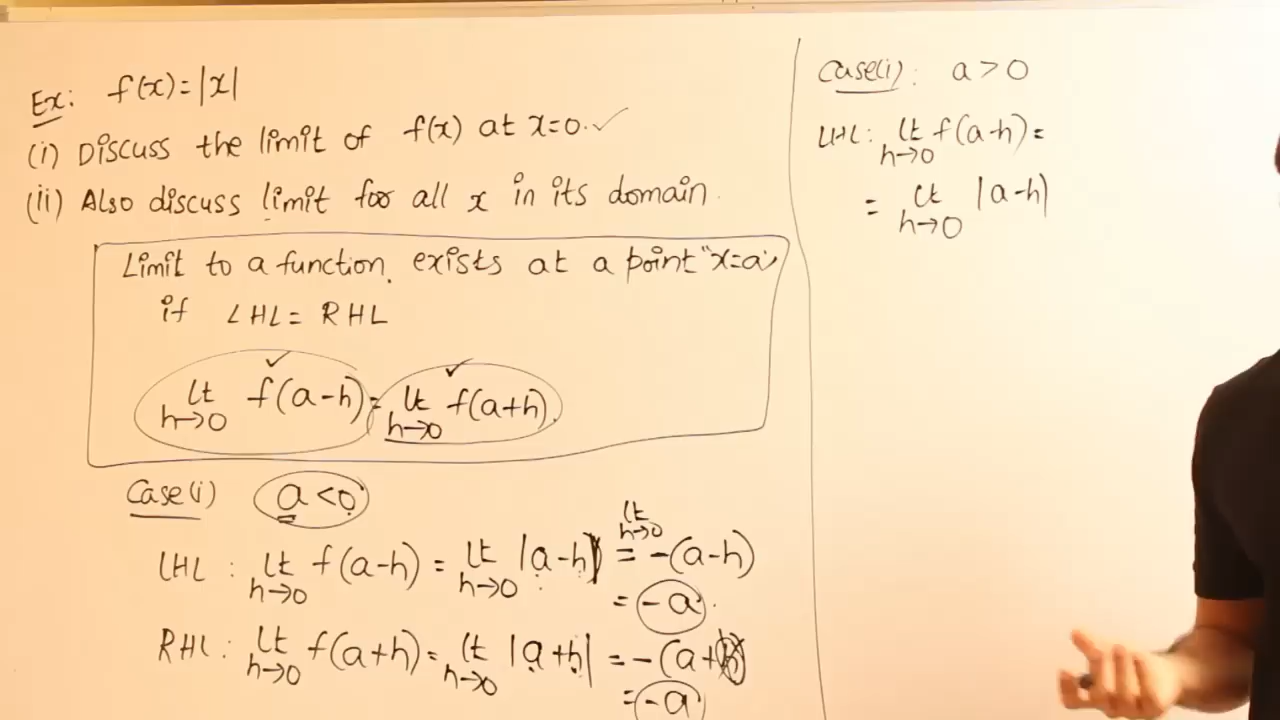 Ex: f(x)=|x|
(i) Discuss the limit of f(x) at x=0. ✓
(ii) Also discuss limit for all x in its domain.
Limit to a function exists at a point "x=a"
if LHL = RHL
lt h→0 f(a-h) = lt h→0 f(a+h).
Case(i) a<0
LHL : lt h→0 f(a-h) = lt h→0 |a-h| = lt h→0 -(a-h)
= -a.
RHL : lt h→0 f(a+h) = lt h→0 |a+h| = -(a+h)
= -a
Case(i): a>0
LHL: lt h→0 f(a-h) =
= lt h→0 |a-h|